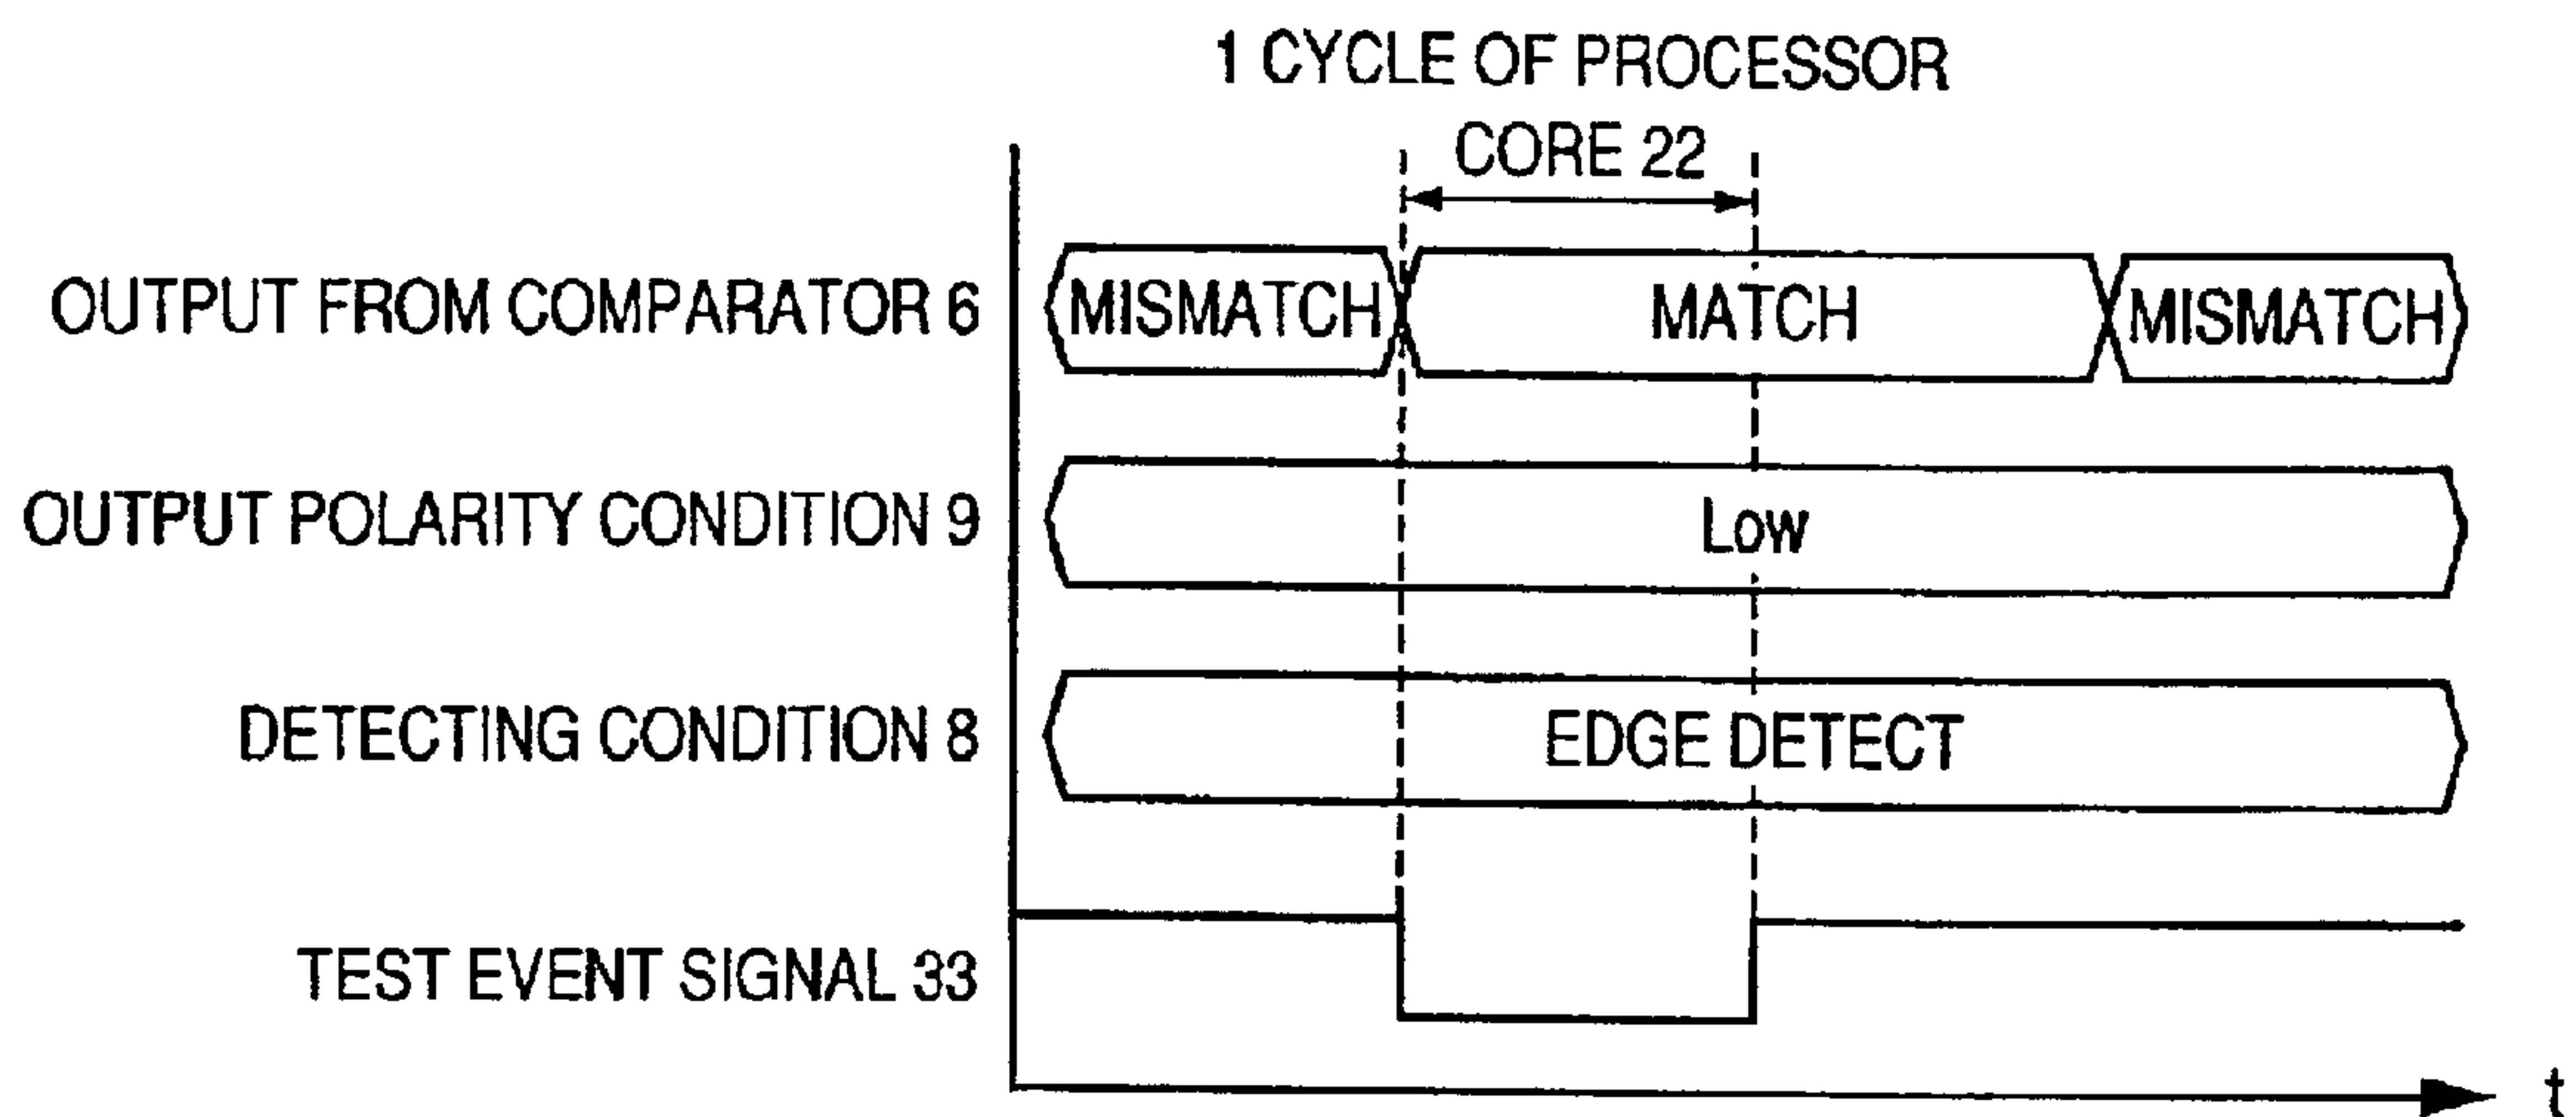 1 CYCLE OF PROCESSOR
CORE 22
OUTPUT FROM COMPARATOR 6
MISMATCH
MATCH
MISMATCH
OUTPUT POLARITY CONDITION 9
Low
DETECTING CONDITION 8
EDGE DETECT
TEST EVENT SIGNAL 33
t